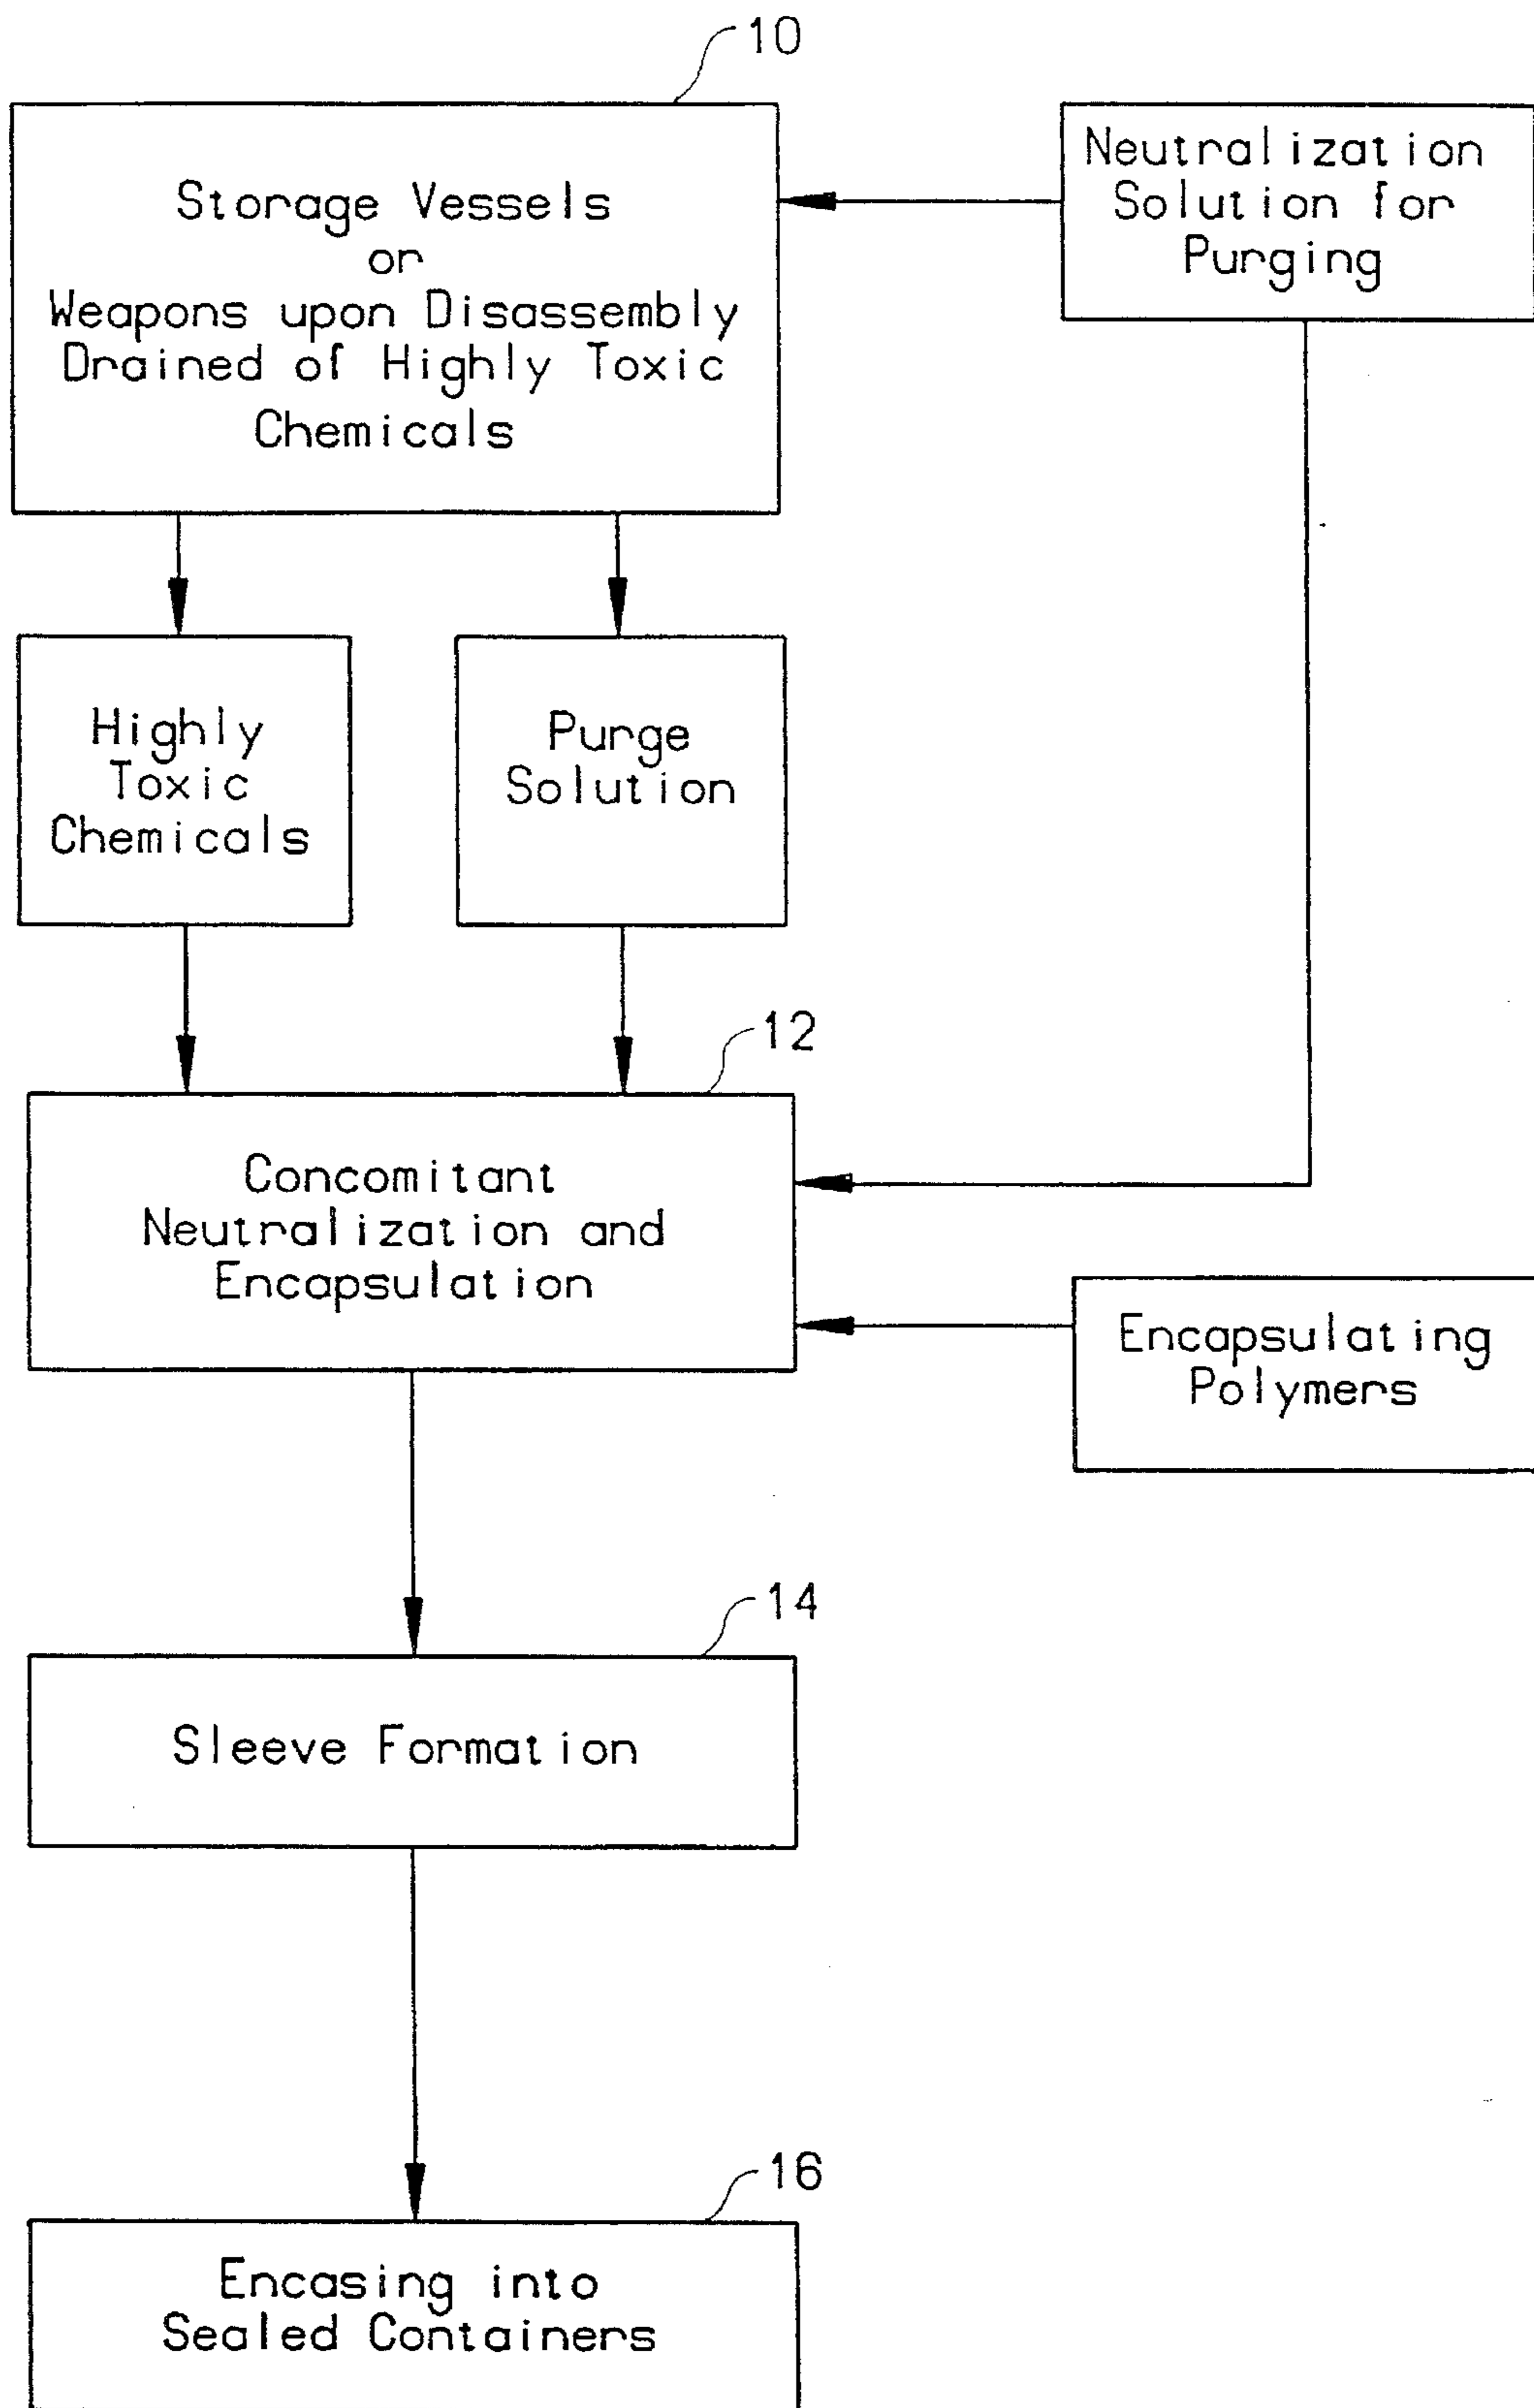 10
Storage Vessels
or
Weapons upon Disassembly
Drained of Highly Toxic
Chemicals
Neutralization
Solution for
Purging
Highly
Toxic
Chemicals
Purge
Solution
12
Concomitant
Neutralization and
Encapsulation
Encapsulating
Polymers
14
Sleeve Formation
16
Encasing into
Sealed Containers